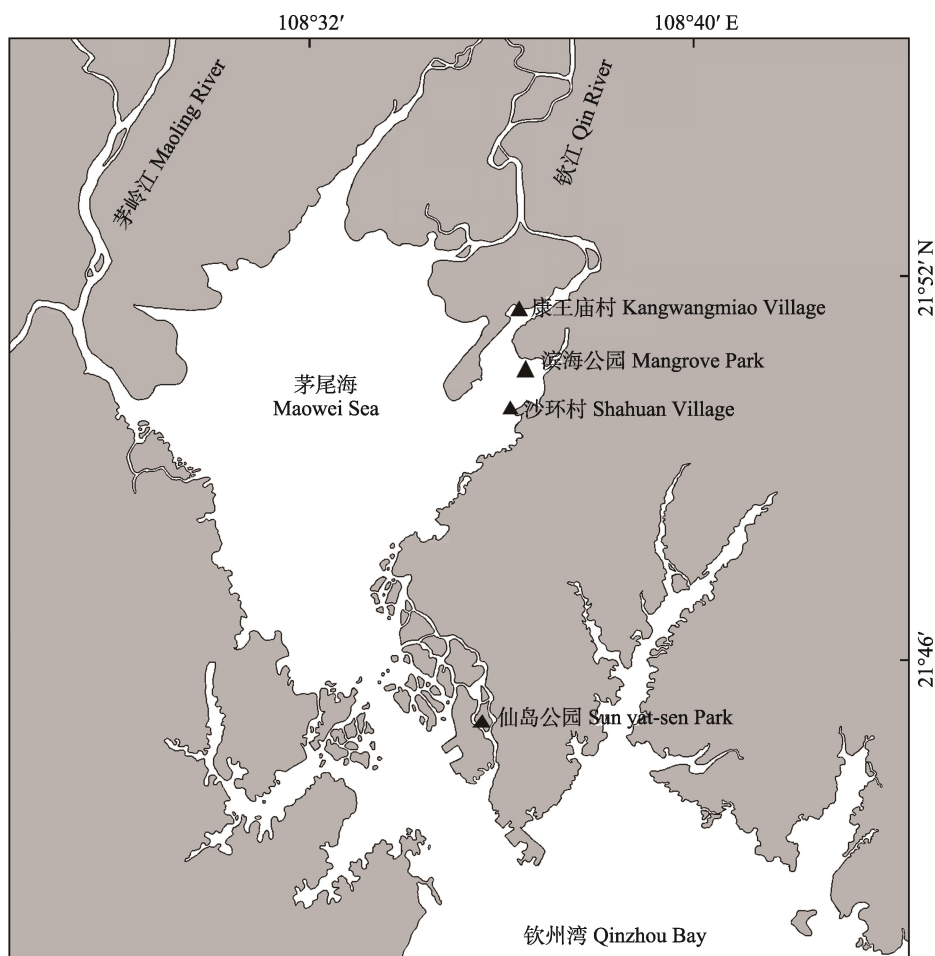 108°32′
108°40′ E
茅岭江 Maoling River
钦江 Qin River
21°52′ N
康王庙村 Kangwangmiao Village
滨海公园 Mangrove Park
茅尾海
Maowei Sea
沙环村 Shahuan Village
21°46′
仙岛公园 Sun yat-sen Park
钦州湾 Qinzhou Bay